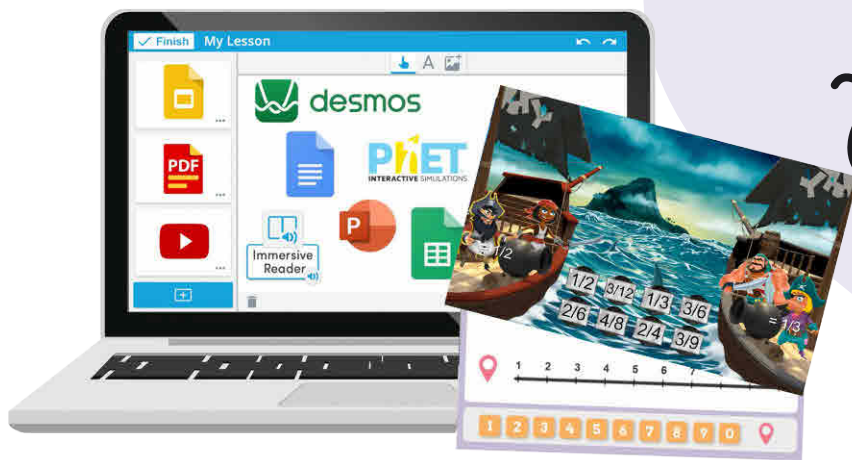 Finish My Lesson
A
desmos
PDF
PhET
INTERACTIVE SIMULATIONS
P
Immersive
Reader
1/2
= 1/3
1/2 3/12 1/3 3/6
2/6 4/8 2/4 3/9
1 2 3 4 5 6 7
1 2 3 4 5 6 7 8 9 0